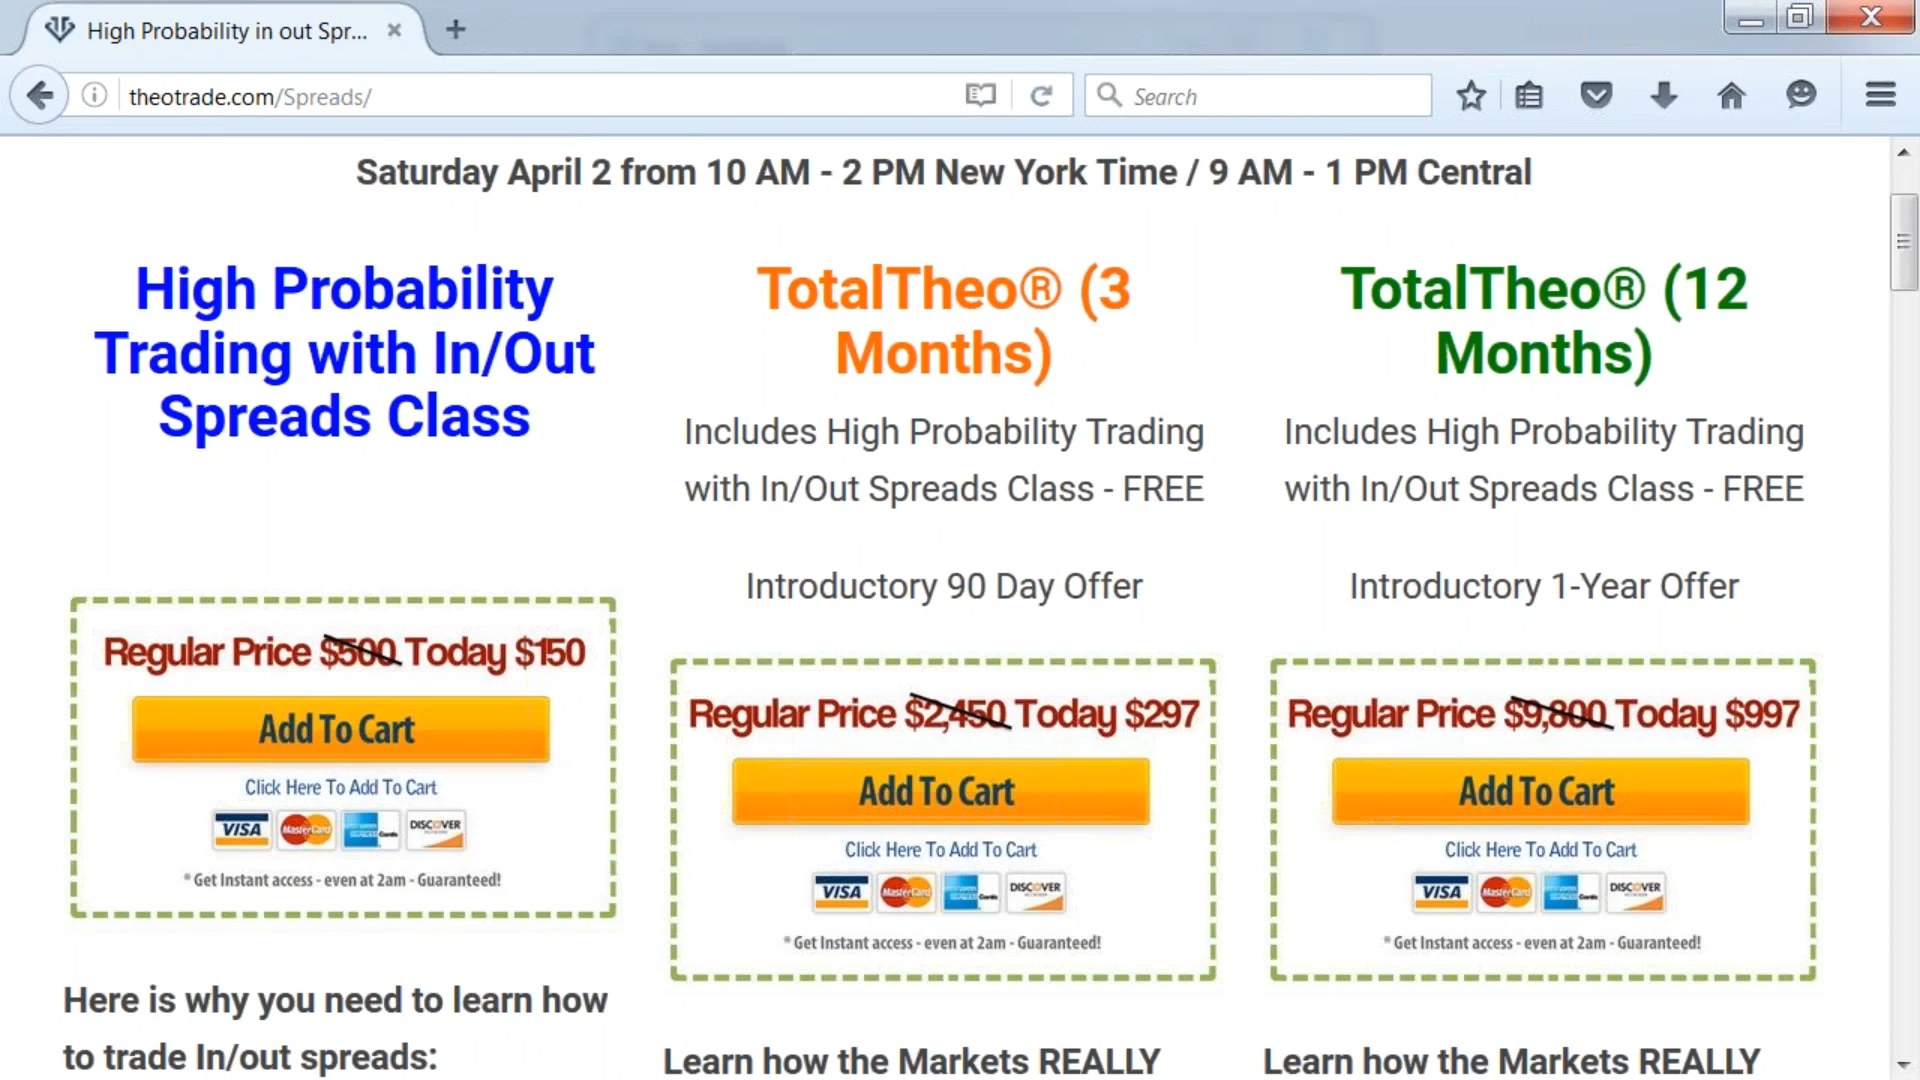 High Probability in out Spr...
theotrade.com/Spreads/
Search
Saturday April 2 from 10 AM - 2 PM New York Time / 9 AM - 1 PM Central
High Probability
Trading with In/Out
Spreads Class
Regular Price $500 Today $150
Add To Cart
Click Here To Add To Cart
VISA MasterCard DISCOVER
* Get Instant access - even at 2am - Guaranteed!
Here is why you need to learn how
to trade In/out spreads:
TotalTheo® (3
Months)
Includes High Probability Trading
with In/Out Spreads Class - FREE
Introductory 90 Day Offer
Regular Price $2,450 Today $297
Add To Cart
Click Here To Add To Cart
VISA MasterCard DISCOVER
* Get Instant access - even at 2am - Guaranteed!
Learn how the Markets REALLY
TotalTheo® (12
Months)
Includes High Probability Trading
with In/Out Spreads Class - FREE
Introductory 1-Year Offer
Regular Price $9,800 Today $997
Add To Cart
Click Here To Add To Cart
VISA MasterCard DISCOVER
* Get Instant access - even at 2am - Guaranteed!
Learn how the Markets REALLY